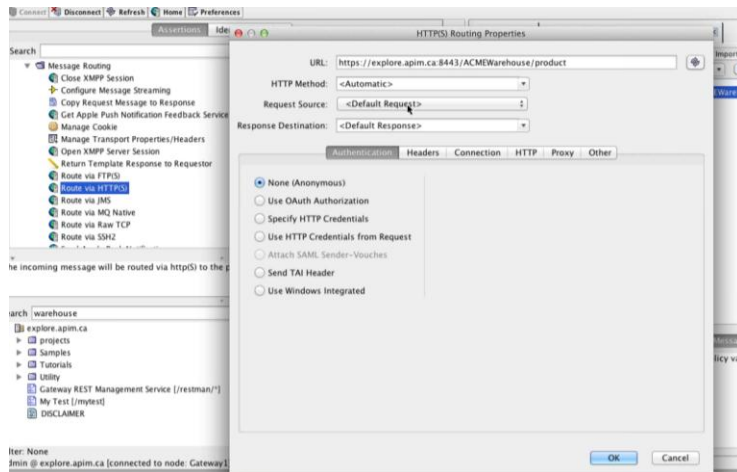 Connect Disconnect Refresh Home Preferences
Assertions
Search
Message Routing
Close XMPP Session
Configure Message Streaming
Copy Request Message to Response
Get Apple Push Notification Feedback Service
Manage Cookie
Manage Transport Properties/Headers
Open XMPP Server Session
Return Template Response to Requestor
Route via FTP(S)
Route via HTTP(S)
Route via JMS
Route via MQ Native
Route via Raw TCP
Route via SSH2
he incoming message will be routed via http(S) to the p
arch warehouse
explore.apim.ca
projects
Samples
Tutorials
Utility
Gateway REST Management Service [/restman/*]
My Test [/mytest]
DISCLAIMER
lter: None
dmin @ explore.apim.ca [connected to node: Gateway1
HTTP(S) Routing Properties
URL: https://explore.apim.ca:8443/ACMEWarehouse/product
HTTP Method: <Automatic>
Request Source: <Default Request>
Response Destination: <Default Response>
Authentication Headers Connection HTTP Proxy Other
None (Anonymous)
Use OAuth Authorization
Specify HTTP Credentials
Use HTTP Credentials from Request
Attach SAML Sender-Vouches
Send TAI Header
Use Windows Integrated
OK Cancel
Import
EWare
Messa
licy va